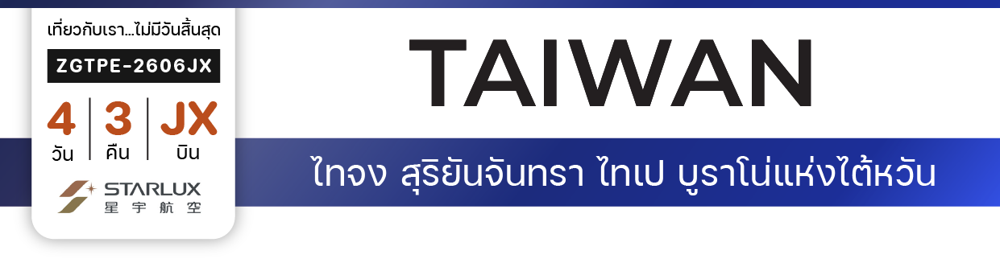 เที่ยวกับเรา...ไม่มีวันสิ้นสุด
ZGTPE-2606JX
4 3 JX
วัน คืน บิน
STARLUX
星宇航空
TAIWAN
ไทจง สุริยันจันทรา ไทเป บูราโน่แห่งไต้หวัน